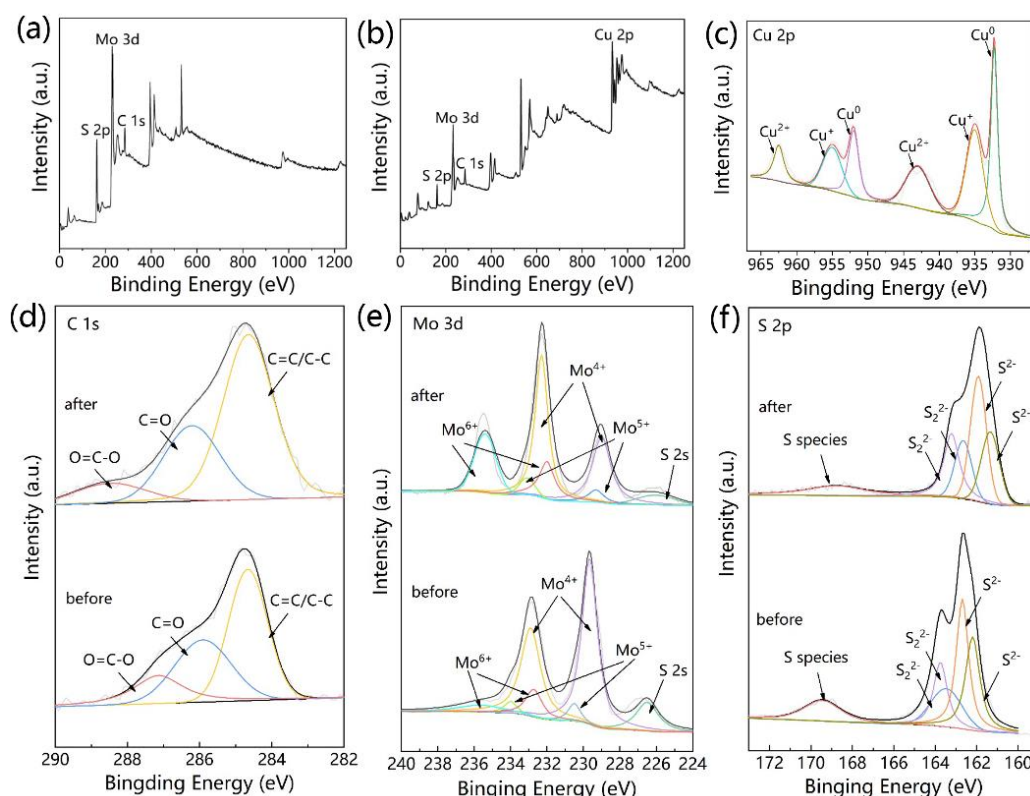 (a)
Mo 3d
S 2p
C 1s
Intensity (a.u.)
0 200 400 600 800 1000 1200
Binding Energy (eV)
(b)
Cu 2p
Mo 3d
S 2p
C 1s
Intensity (a.u.)
0 200 400 600 800 1000 1200
Binding Energy (eV)
(c)
Cu 2p
Cu⁰
Cu²⁺
Cu⁺
Cu⁰
Cu²⁺
Cu⁺
Intensity (a.u.)
965 960 955 950 945 940 935 930
Bingding Energy (eV)
(d)
C 1s
C=C/C-C
after
C=O
O=C-O
before
C=C/C-C
C=O
O=C-O
Intensity (a.u.)
290 288 286 284 282
Bingding Energy (eV)
(e)
Mo 3d
after
Mo⁴⁺
Mo⁶⁺
Mo⁵⁺
S 2s
before
Mo⁴⁺
Mo⁶⁺
Mo⁵⁺
S 2s
Intensity (a.u.)
240 238 236 234 232 230 228 226 224
Binging Energy (eV)
(f)
S 2p
S²⁻
after
S₂²⁻
S²⁻
S species
S₂²⁻
before
S²⁻
S₂²⁻
S species
S₂²⁻
S²⁻
Intensity (a.u.)
172 170 168 166 164 162 160
Binging Energy (eV)